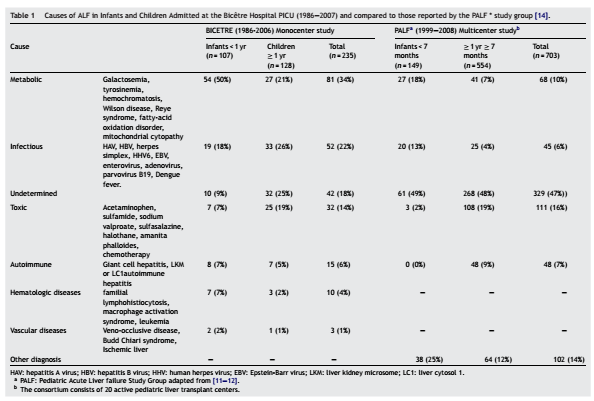 Table 1 Causes of ALF in Infants and Children Admitted at the Bicêtre Hospital PICU (1986–2007) and compared to those reported by the PALF * study group [14].
BICETRE (1986-2006) Monocenter study PALFa (1999–2008) Multicenter studyb
Cause Infants < 1 yr (n = 107) Children ≥ 1 yr (n = 128) Total (n = 235) Infants < 7 months (n = 149) ≥ 1 yr ≥ 7 months (n = 554) Total (n = 703)
Metabolic Galactosemia, 54 (50%) 27 (21%) 81 (34%) 27 (18%) 41 (7%) 68 (10%)
tyrosinemia,
hemochromatosis,
Wilson disease, Reye
syndrome, fatty-acid
oxidation disorder,
mitochondrial cytopathy
Infectious HAV, HBV, herpes 19 (18%) 33 (26%) 52 (22%) 20 (13%) 25 (4%) 45 (6%)
simplex, HHV6, EBV,
enterovirus, adenovirus,
parvovirus B19, Dengue
fever.
Undetermined 10 (9%) 32 (25%) 42 (18%) 61 (49%) 268 (48%) 329 (47%))
Toxic Acetaminophen, 7 (7%) 25 (19%) 32 (14%) 3 (2%) 108 (19%) 111 (16%)
sulfamide, sodium
valproate, sulfasalazine,
halothane, amanita
phalloides,
chemotherapy
Autoimmune Giant cell hepatitis, LKM 8 (7%) 7 (5%) 15 (6%) 0 (0%) 48 (9%) 48 (7%)
or LC1autoimmune
hepatitis
Hematologic diseases familial 7 (7%) 3 (2%) 10 (4%) – – –
lymphohistiocytosis,
macrophage activation
syndrome, leukemia
Vascular diseases Veno-occlusive disease, 2 (2%) 1 (1%) 3 (1%) – – –
Budd Chiari syndrome,
Ischemic liver
Other diagnosis – – – 38 (25%) 64 (12%) 102 (14%)
HAV: hepatitis A virus; HBV: hepatitis B virus; HHV: human herpes virus; EBV: Epstein-Barr virus; LKM: liver kidney microsome; LC1: liver cytosol 1.
a PALF: Pediatric Acute Liver failure Study Group adapted from [11–12].
b The consortium consists of 20 active pediatric liver transplant centers.